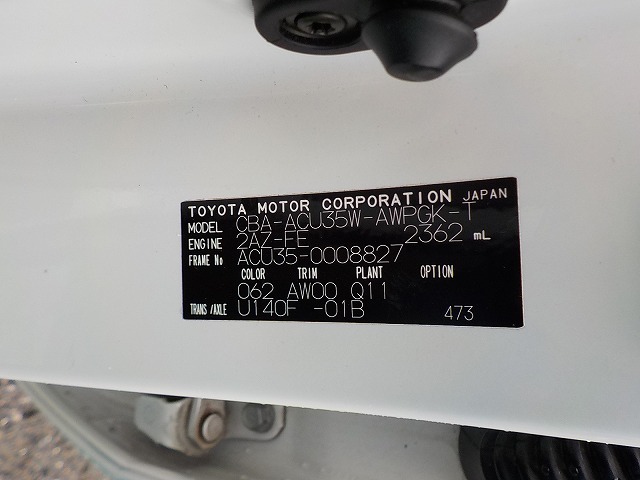 TOYOTA MOTOR CORPORATION JAPAN
MODEL CBA-ACU35W-AWPGK-T
ENGINE 2AZ-FE 2362 mL
FRAME No ACU35-0008827
COLOR TRIM PLANT OPTION
062 AW00 Q11
TRANS/AXLE U140F -01B 473